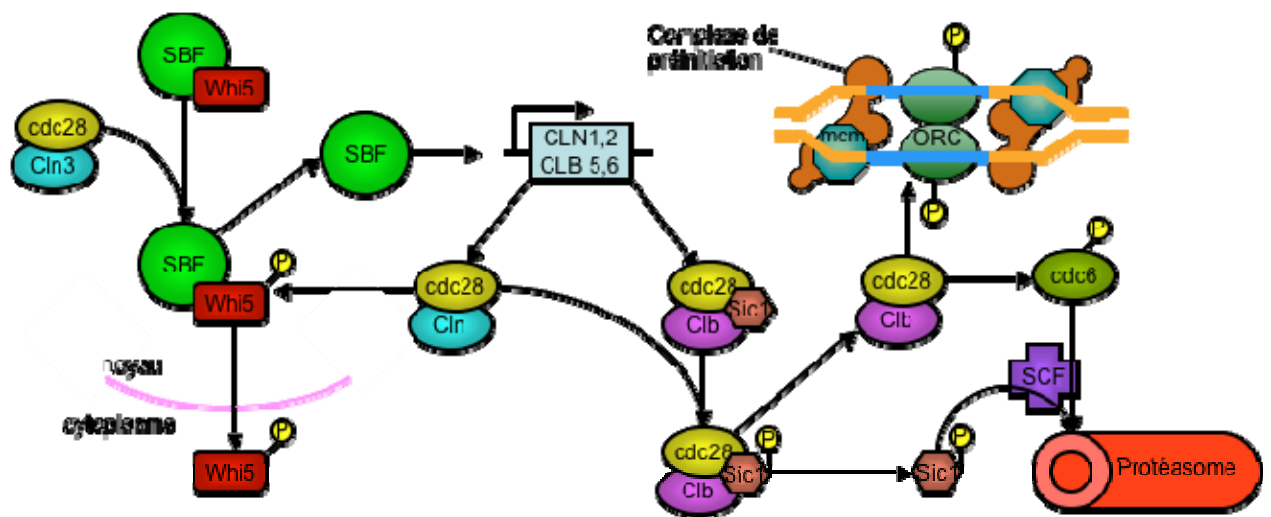 SBF
Whi5
cdc28
Cln3
SBF
SBF
P
Whi5
noyau
cytoplasme
P
Whi5
CLN1,2
CLB 5,6
cdc28
Cln
cdc28
Sic1
Clb
cdc28
P
Sic1
Clb
P
Sic1
cdc28
Clb
P
cdc6
SCF
Protéasome
Complexe de
préinitiation
P
mcm
ORC
P